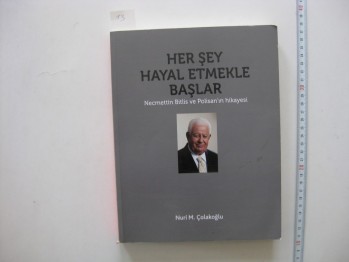 HER ŞEY
HAYAL ETMEKLE
BAŞLAR
Necmettin Bitlis ve Polisan'ın hikayesi
Nuri M. Çolakoğlu